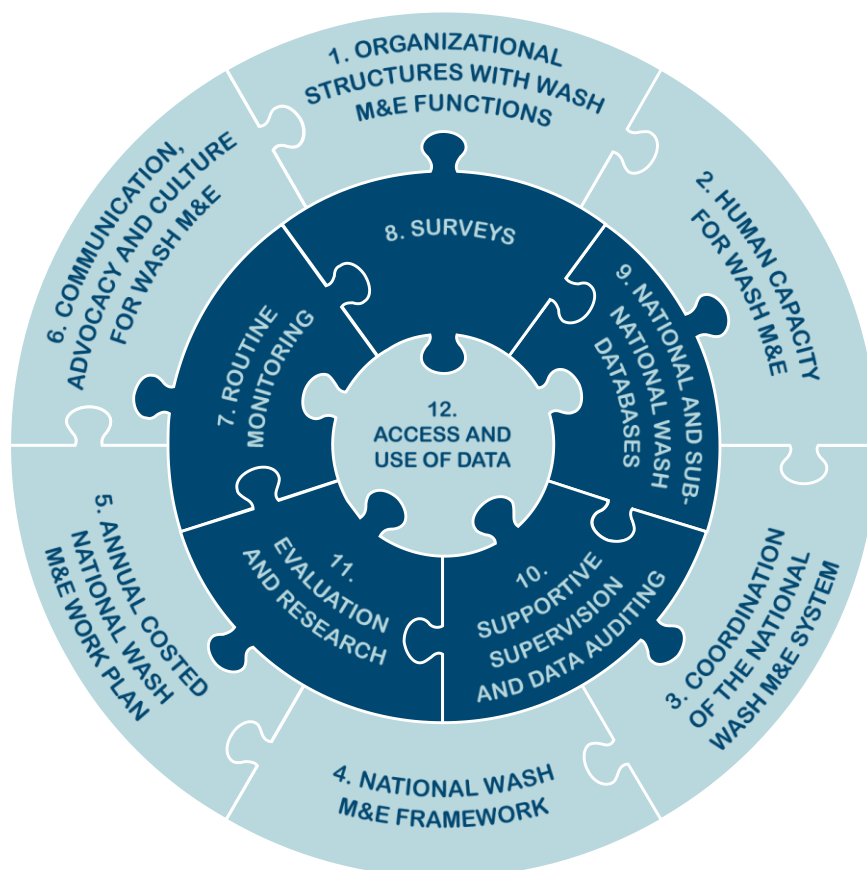 1. ORGANIZATIONAL
STRUCTURES WITH WASH
M&E FUNCTIONS
2. HUMAN CAPACITY
FOR WASH M&E
3. COORDINATION
OF THE NATIONAL
WASH M&E SYSTEM
4. NATIONAL WASH
M&E FRAMEWORK
5. ANNUAL COSTED
NATIONAL WASH
M&E WORK PLAN
6. COMMUNICATION,
ADVOCACY AND CULTURE
FOR WASH M&E
7. ROUTINE
MONITORING
8. SURVEYS
9. NATIONAL AND SUB-
NATIONAL WASH
DATABASES
10.
SUPPORTIVE
SUPERVISION
AND DATA AUDITING
11.
EVALUATION
AND RESEARCH
12.
ACCESS AND
USE OF DATA